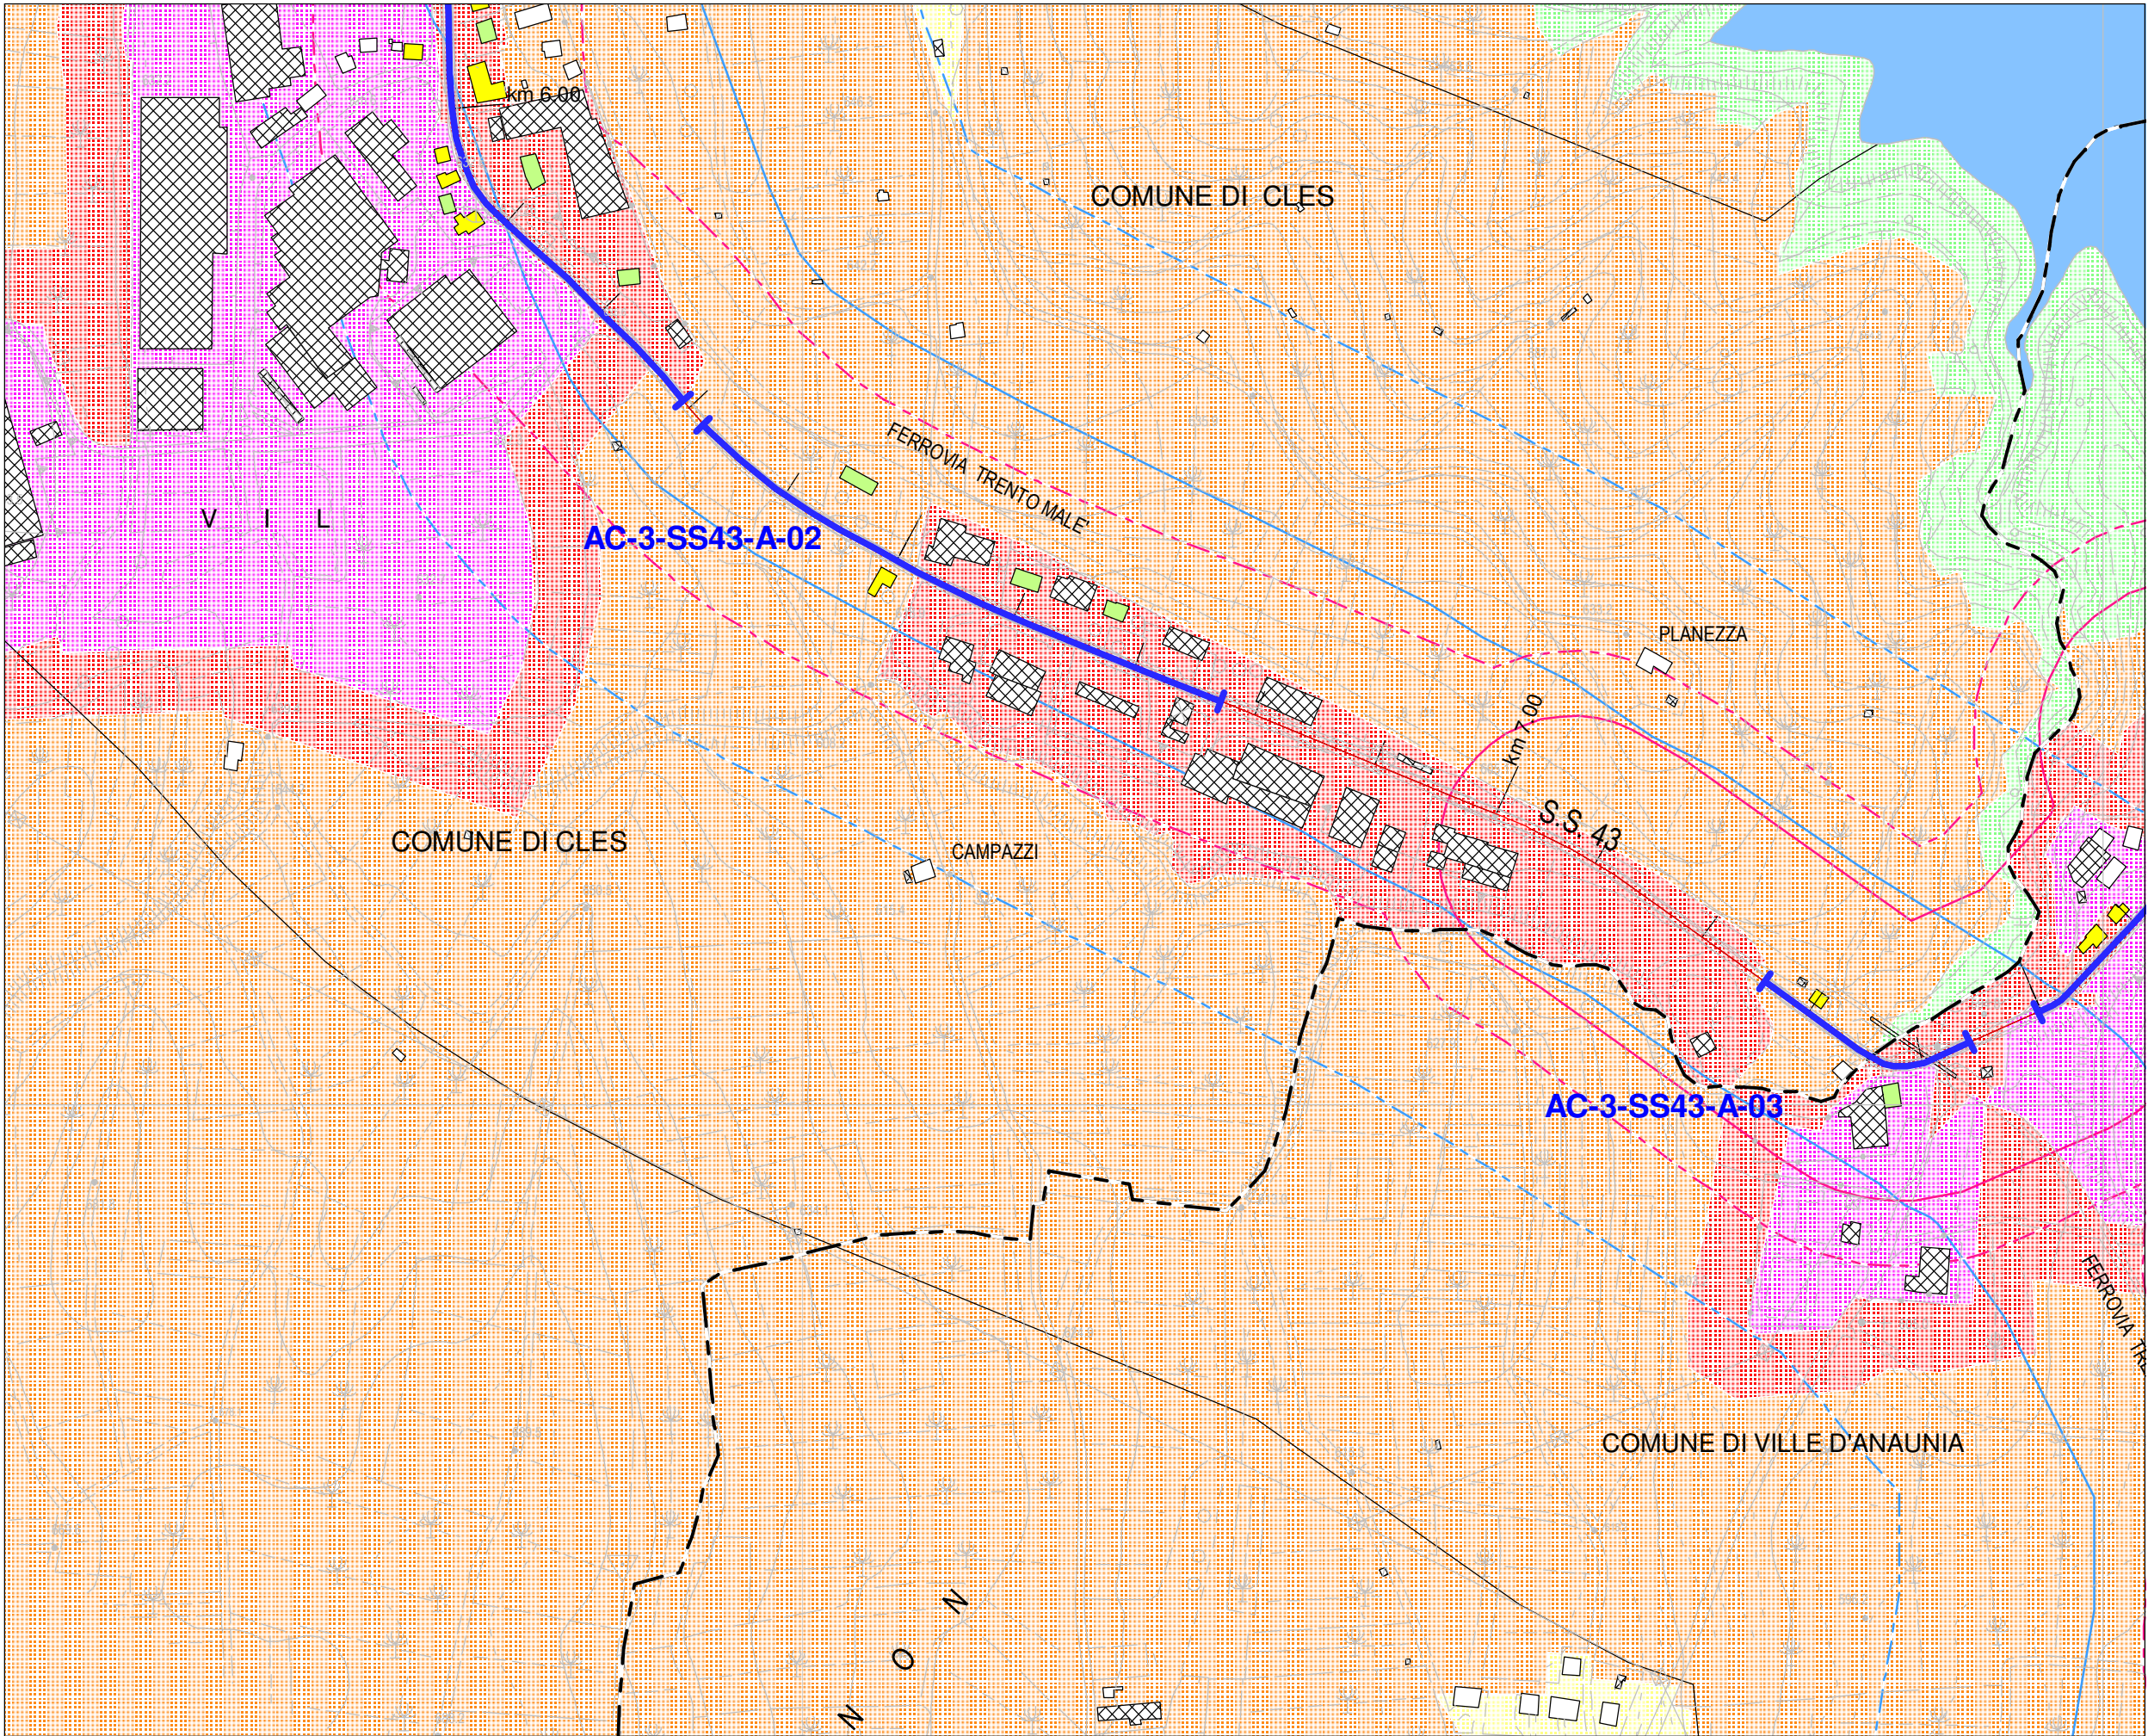 km 6.00
COMUNE DI CLES
FERROVIA TRENTO MALE'
V I L
AC-3-SS43-A-02
PLANEZZA
km 7.00
S.S. 43
COMUNE DI CLES
CAMPAZZI
AC-3-SS43-A-03
FERROVIA TRE
COMUNE DI VILLE D'ANAUNIA
N O N